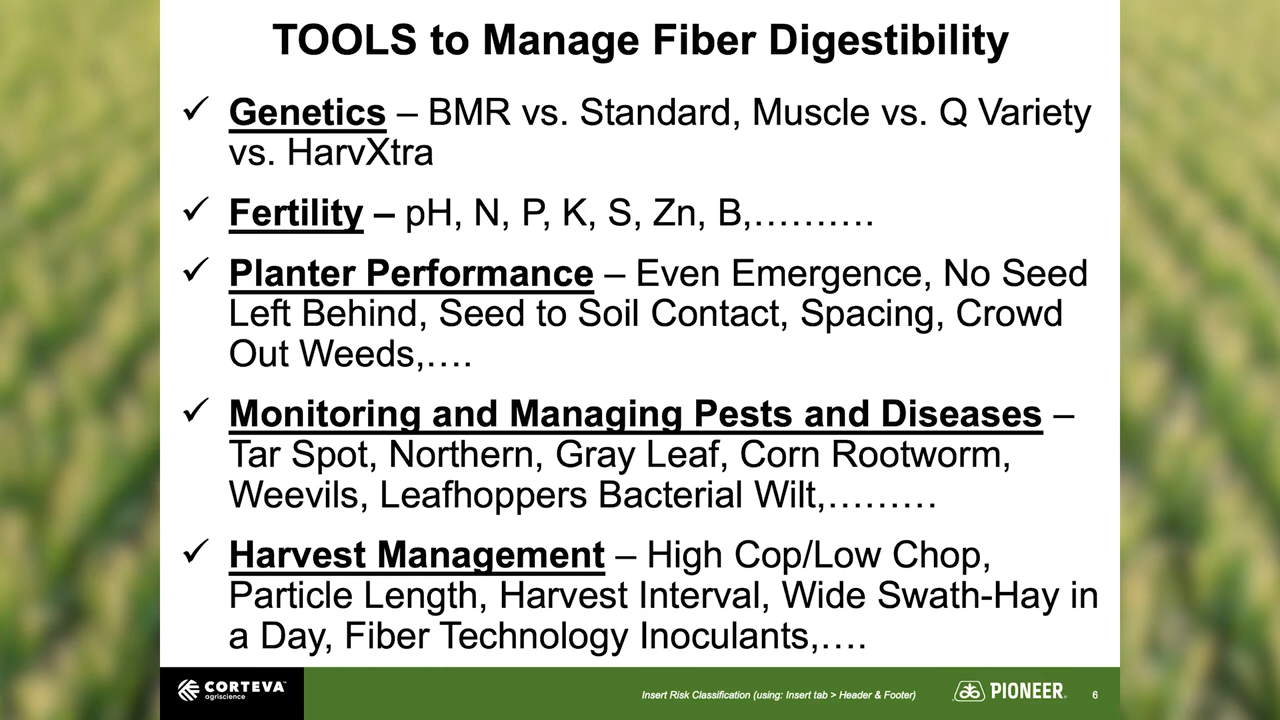 TOOLS to Manage Fiber Digestibility
✓ Genetics – BMR vs. Standard, Muscle vs. Q Variety
vs. HarvXtra
✓ Fertility – pH, N, P, K, S, Zn, B,……….
✓ Planter Performance – Even Emergence, No Seed
Left Behind, Seed to Soil Contact, Spacing, Crowd
Out Weeds,….
✓ Monitoring and Managing Pests and Diseases –
Tar Spot, Northern, Gray Leaf, Corn Rootworm,
Weevils, Leafhoppers Bacterial Wilt,………
✓ Harvest Management – High Cop/Low Chop,
Particle Length, Harvest Interval, Wide Swath-Hay in
a Day, Fiber Technology Inoculants,….
CORTEVA™
agriscience
Insert Risk Classification (using: Insert tab > Header & Footer)
PIONEER®
6